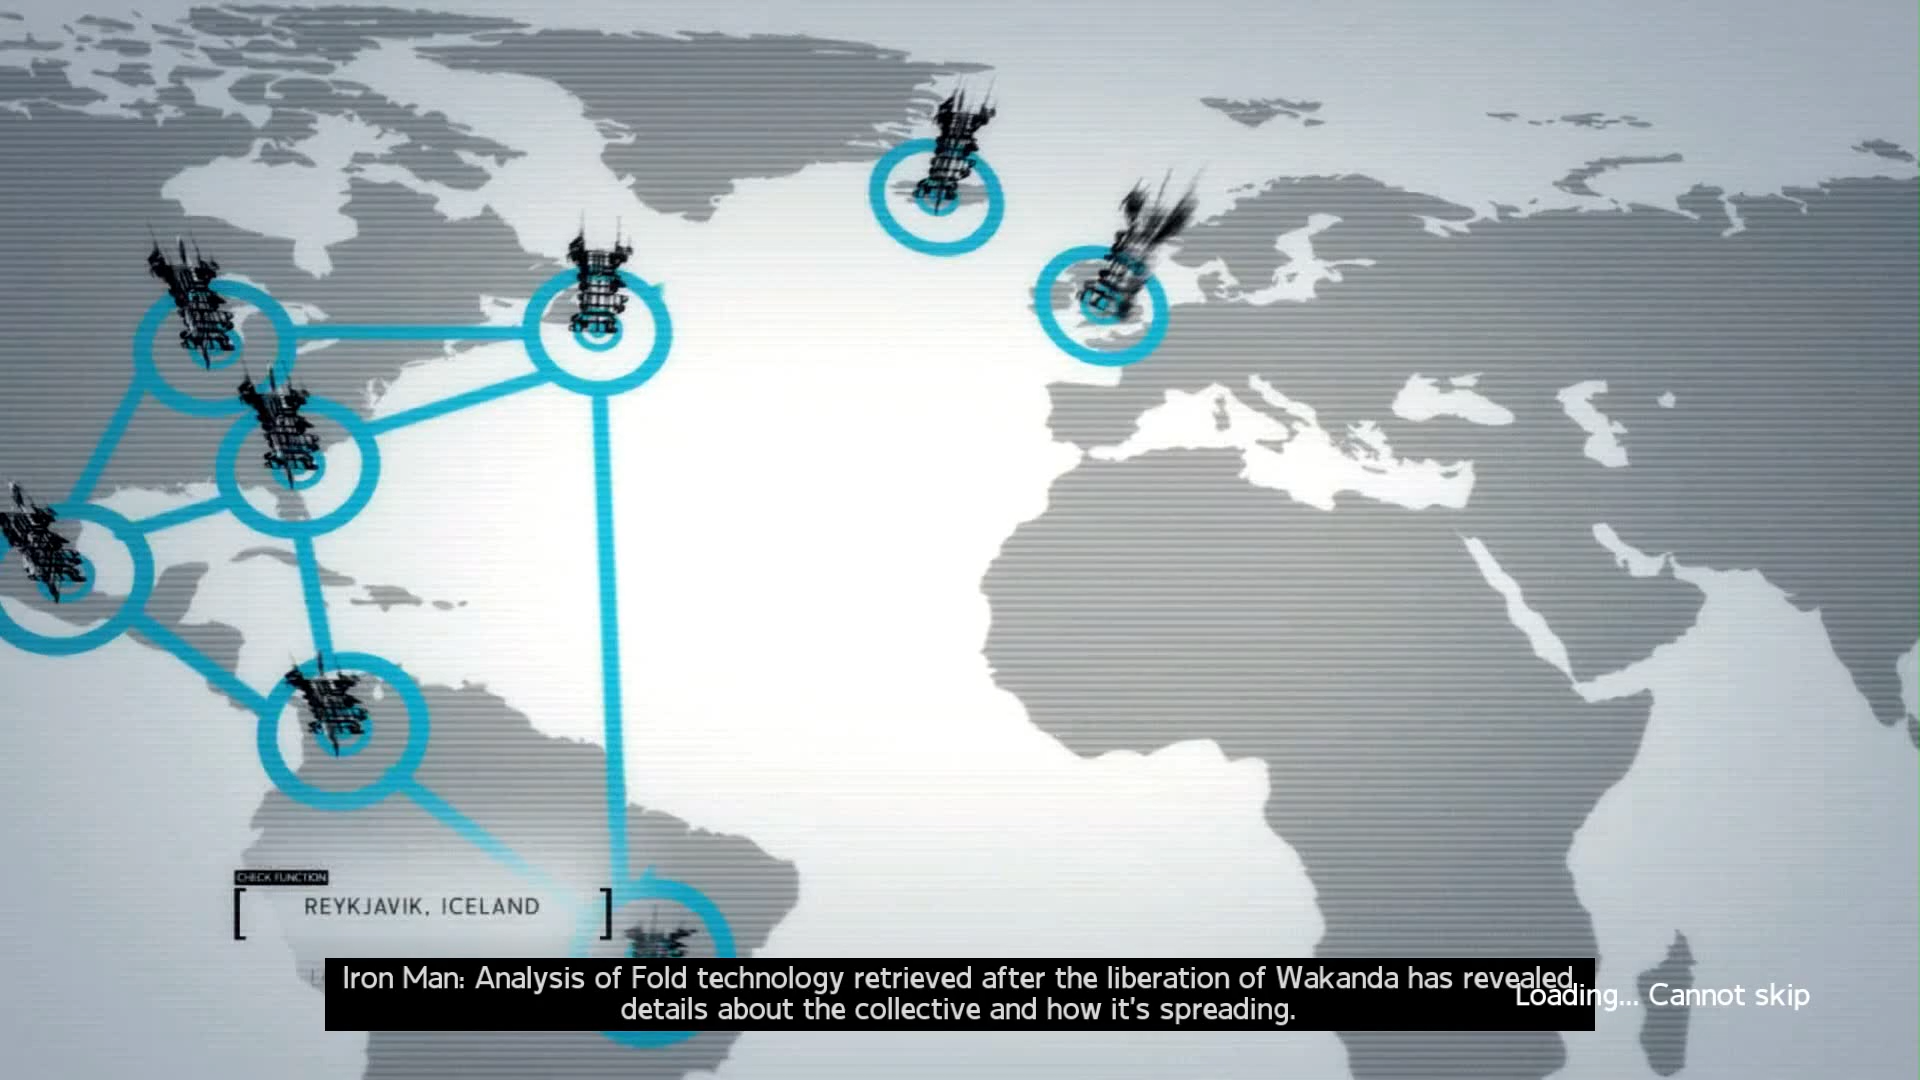 CHECK FUNCTION
REYKJAVIK, ICELAND
Iron Man: Analysis of Fold technology retrieved after the liberation of Wakanda has revealed
details about the collective and how it's spreading.
Loading... Cannot skip